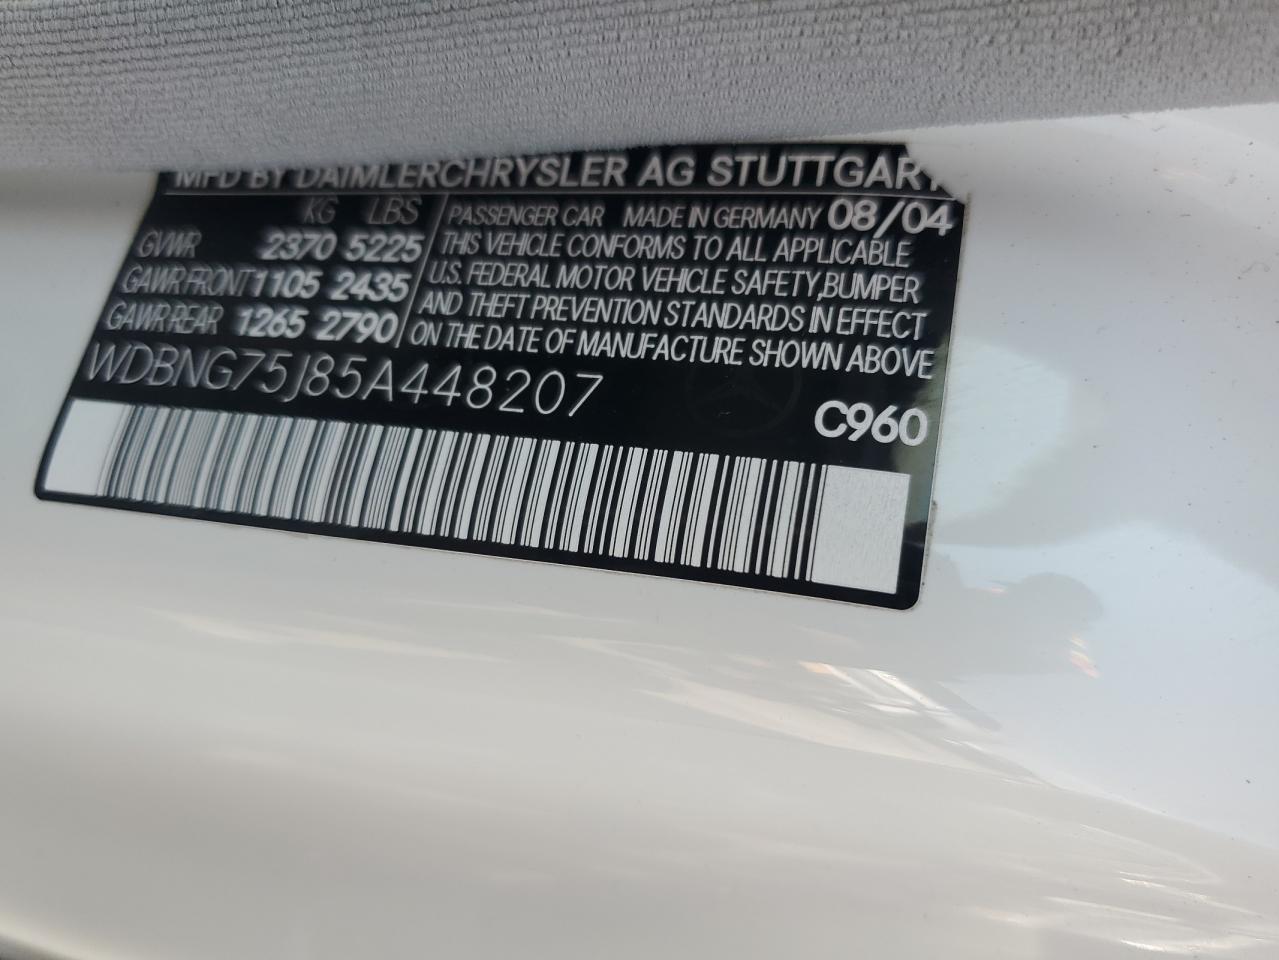 MFD BY DAIMLERCHRYSLER AG STUTTGART
KG LBS
GVWR 2370 5225
GAWR FRONT 1105 2435
GAWR REAR 1265 2790
PASSENGER CAR MADE IN GERMANY 08/04
THIS VEHICLE CONFORMS TO ALL APPLICABLE
U.S. FEDERAL MOTOR VEHICLE SAFETY, BUMPER
AND THEFT PREVENTION STANDARDS IN EFFECT
ON THE DATE OF MANUFACTURE SHOWN ABOVE
WDBNG75J85A448207
C960